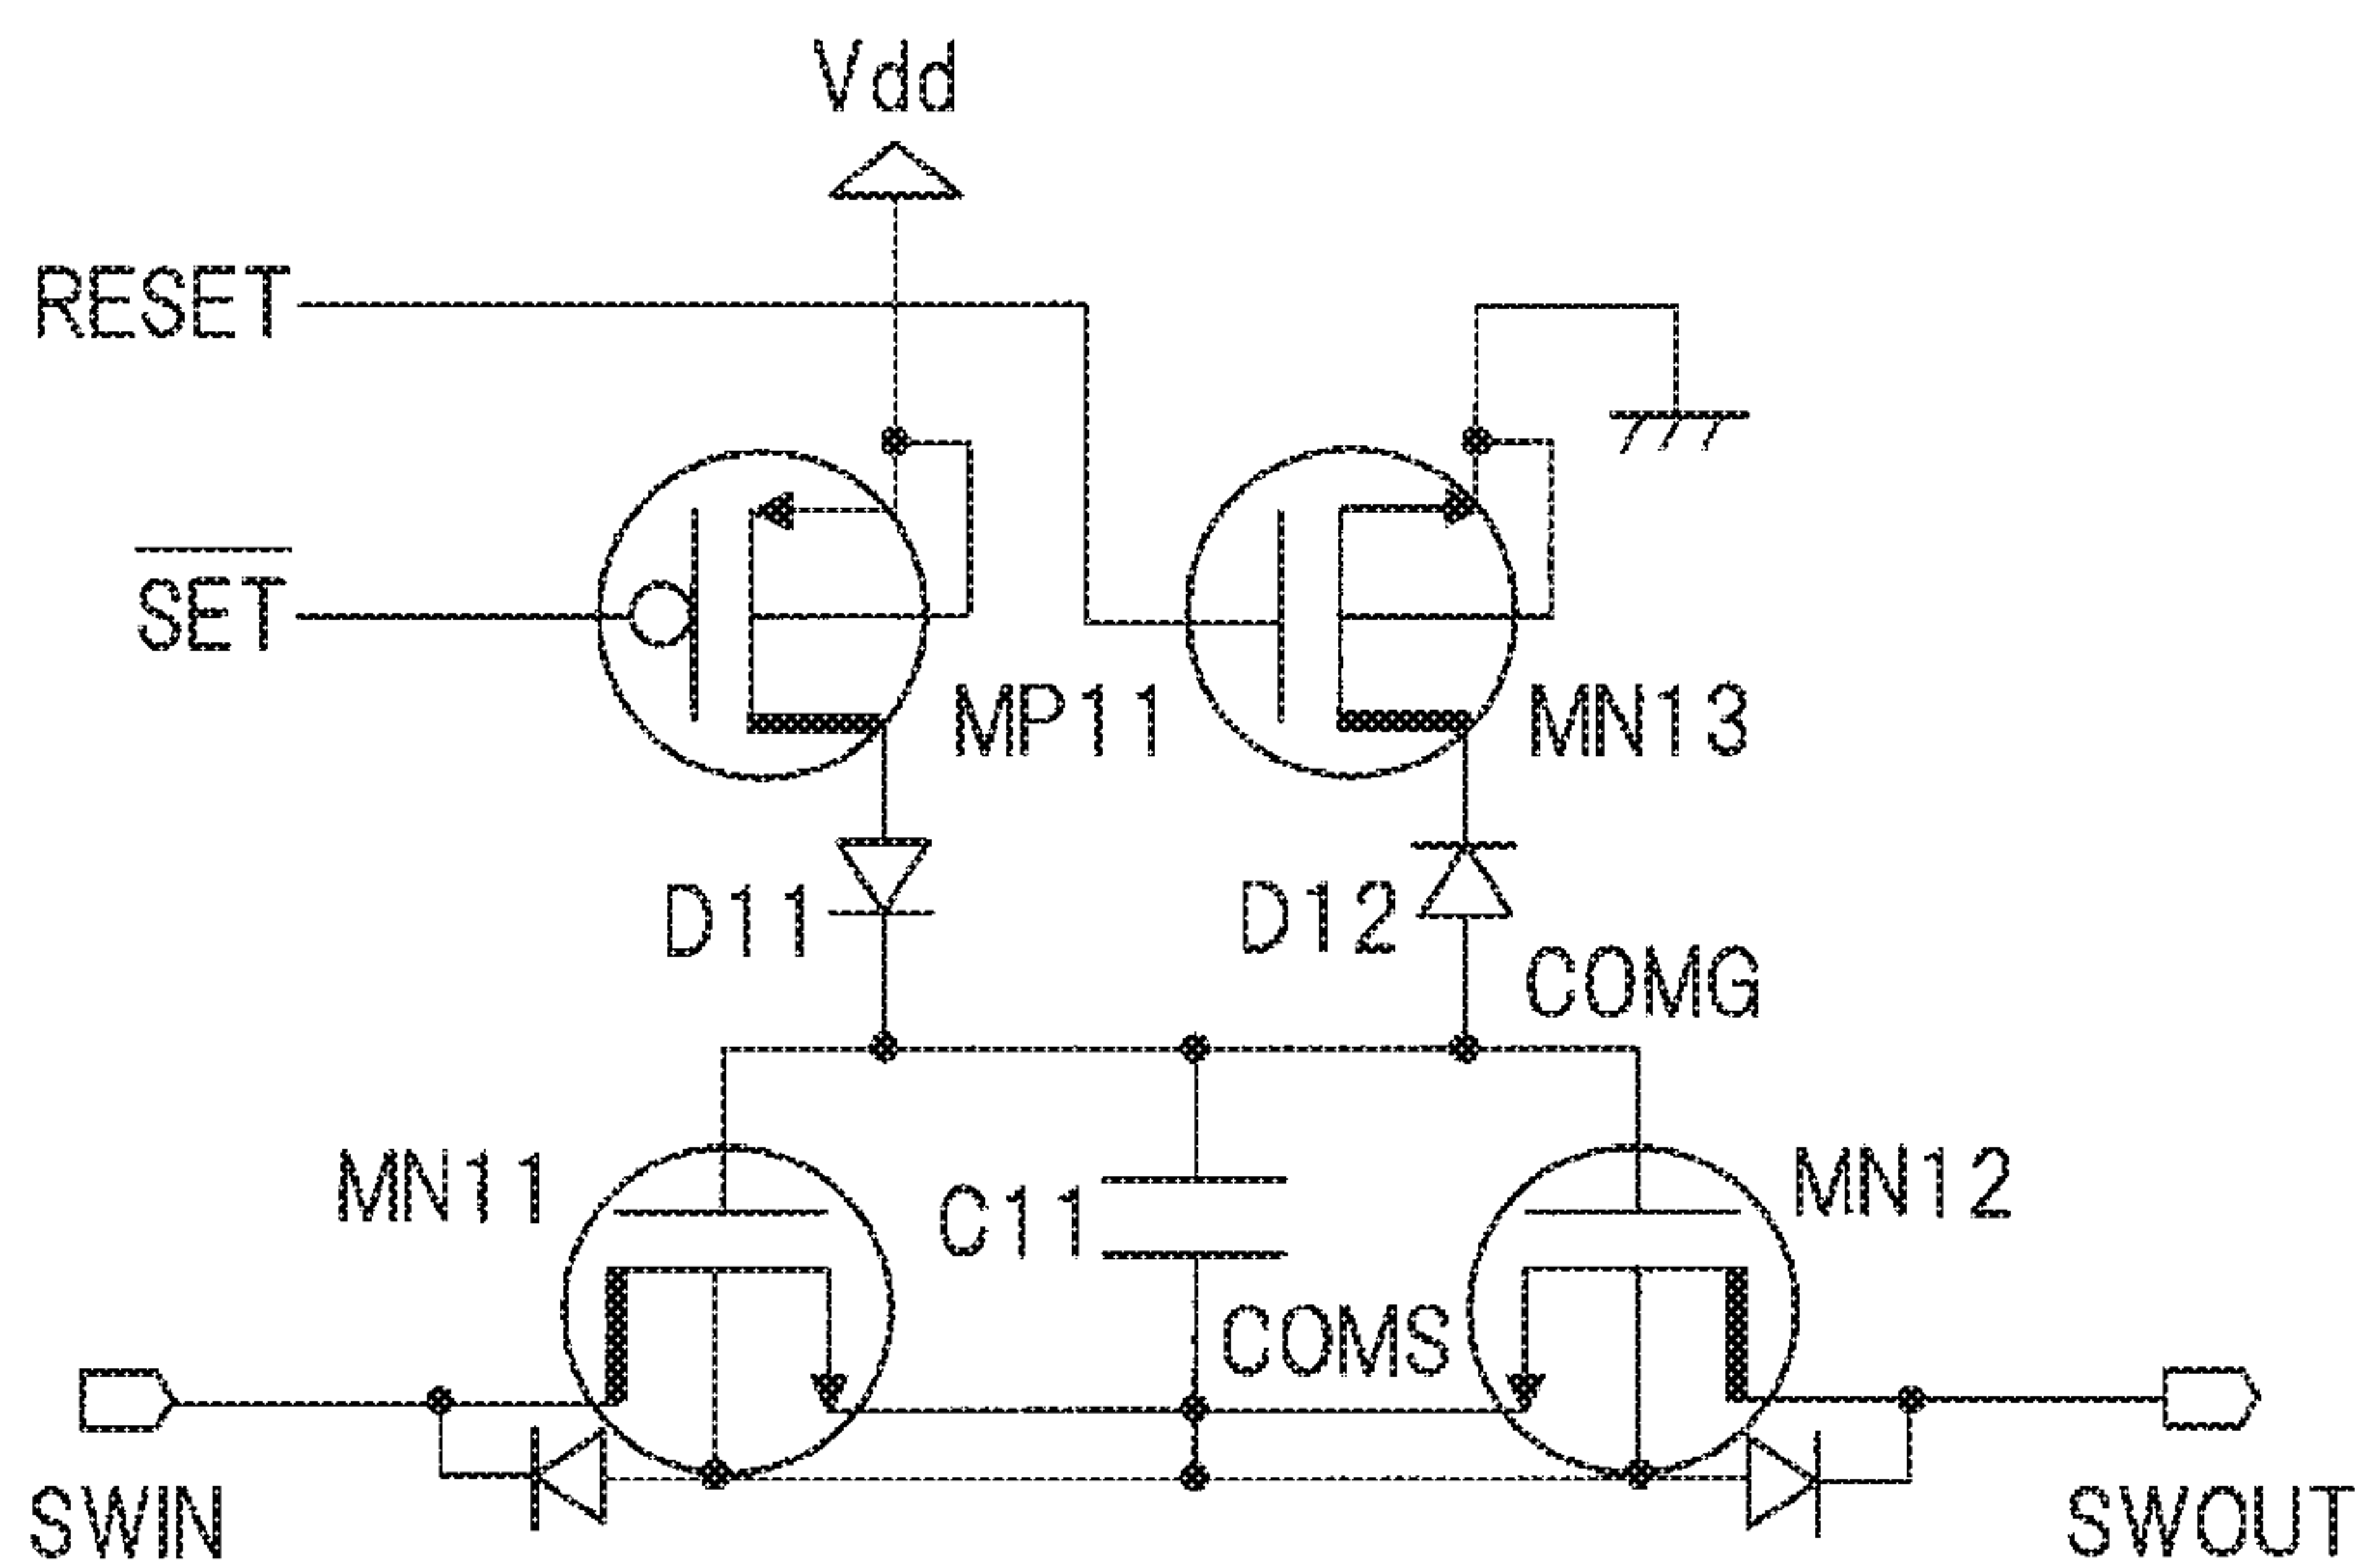 Vdd
RESET
SET
MP11
MN13
D11
D12
COMG
MN11
C11
MN12
COMS
SWIN
SWOUT